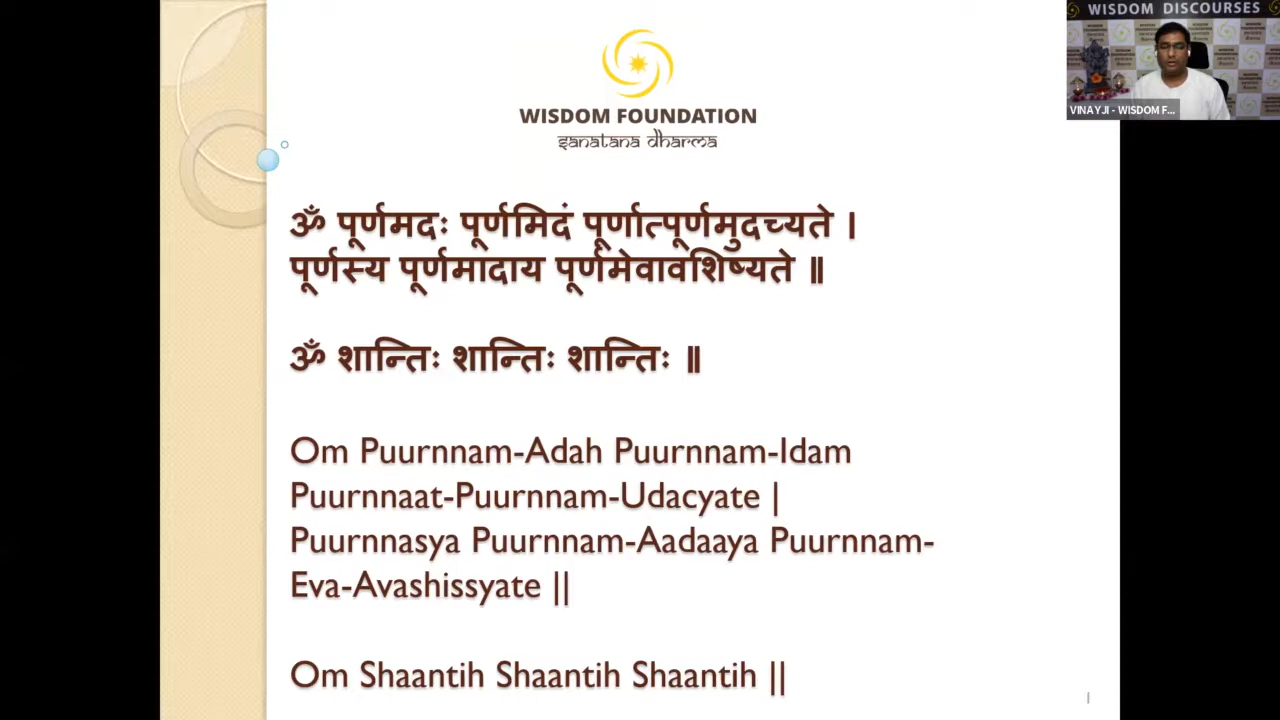 WISDOM FOUNDATION
sanatana dharma
ॐ पूर्णमदः पूर्णमिदं पूर्णात्पूर्णमुदच्यते ।
पूर्णस्य पूर्णमादाय पूर्णमेवावशिष्यते ॥
ॐ शान्तिः शान्तिः शान्तिः ॥
Om Puurnnam-Adah Puurnnam-Idam
Puurnnaat-Puurnnam-Udacyate |
Puurnnasya Puurnnam-Aadaaya Puurnnam-
Eva-Avashissyate ||
Om Shaantih Shaantih Shaantih ||
1
WISDOM DISCOURSES
VINAYJI - WISDOM F...